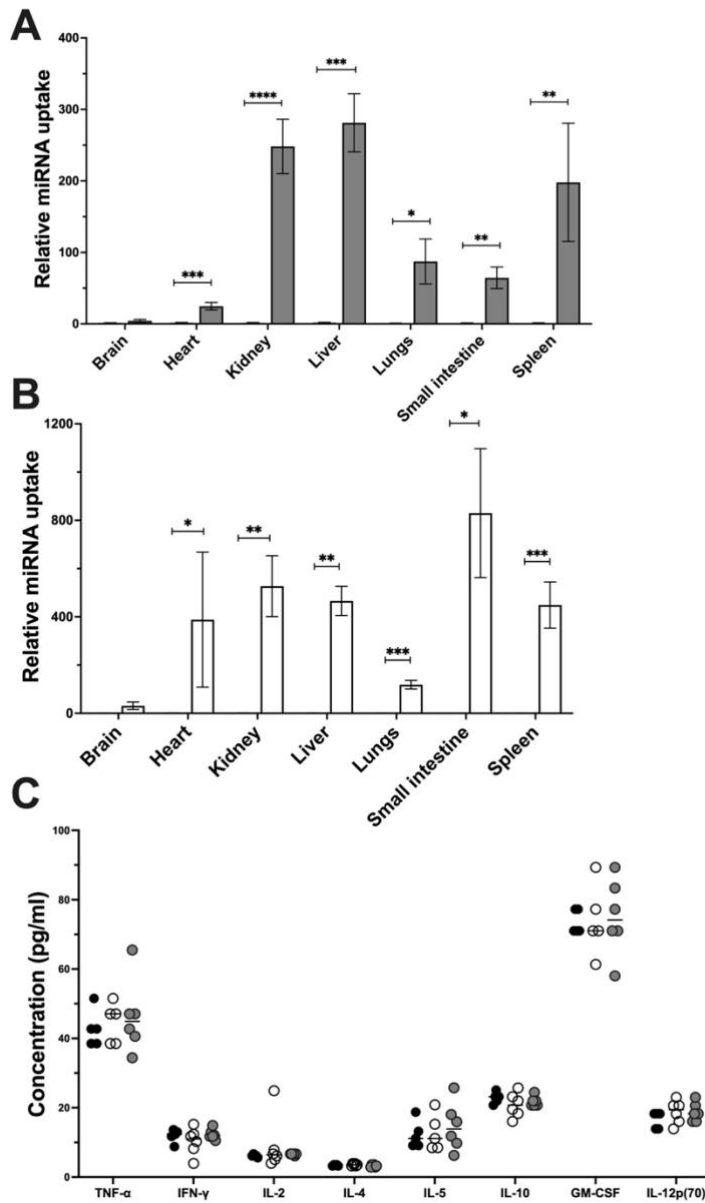 A
Relative miRNA uptake
400
300
200
100
0
***
****
***
*
**
**
Brain
Heart
Kidney
Liver
Lungs
Small intestine
Spleen
B
Relative miRNA uptake
1200
800
400
0
*
**
**
***
*
***
Brain
Heart
Kidney
Liver
Lungs
Small intestine
Spleen
C
Concentration (pg/ml)
100
80
60
40
20
0
TNF-α IFN-γ IL-2 IL-4 IL-5 IL-10 GM-CSF IL-12p(70)